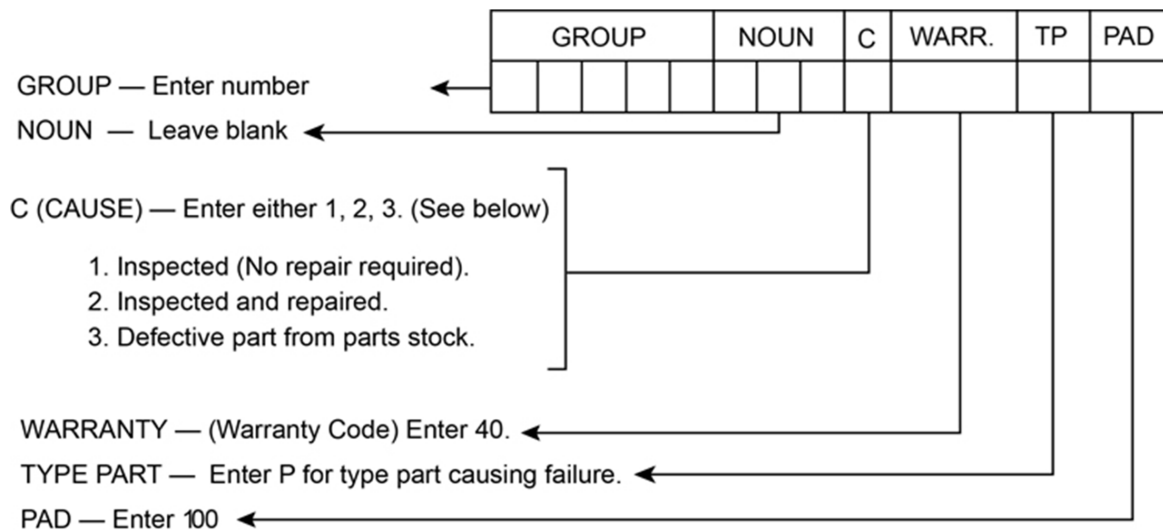 GROUP NOUN C WARR. TP PAD
GROUP — Enter number
NOUN — Leave blank
C (CAUSE) — Enter either 1, 2, 3. (See below)
1. Inspected (No repair required).
2. Inspected and repaired.
3. Defective part from parts stock.
WARRANTY — (Warranty Code) Enter 40.
TYPE PART — Enter P for type part causing failure.
PAD — Enter 100